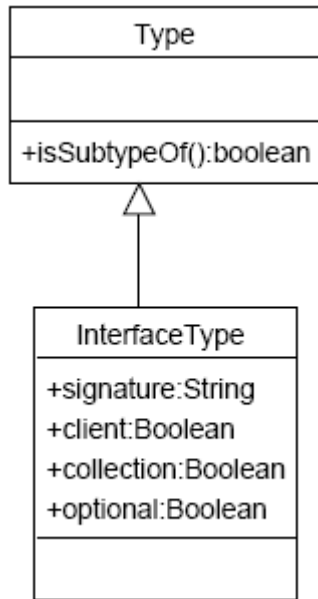 Type
+isSubtypeOf():boolean
InterfaceType
+signature:String
+client:Boolean
+collection:Boolean
+optional:Boolean